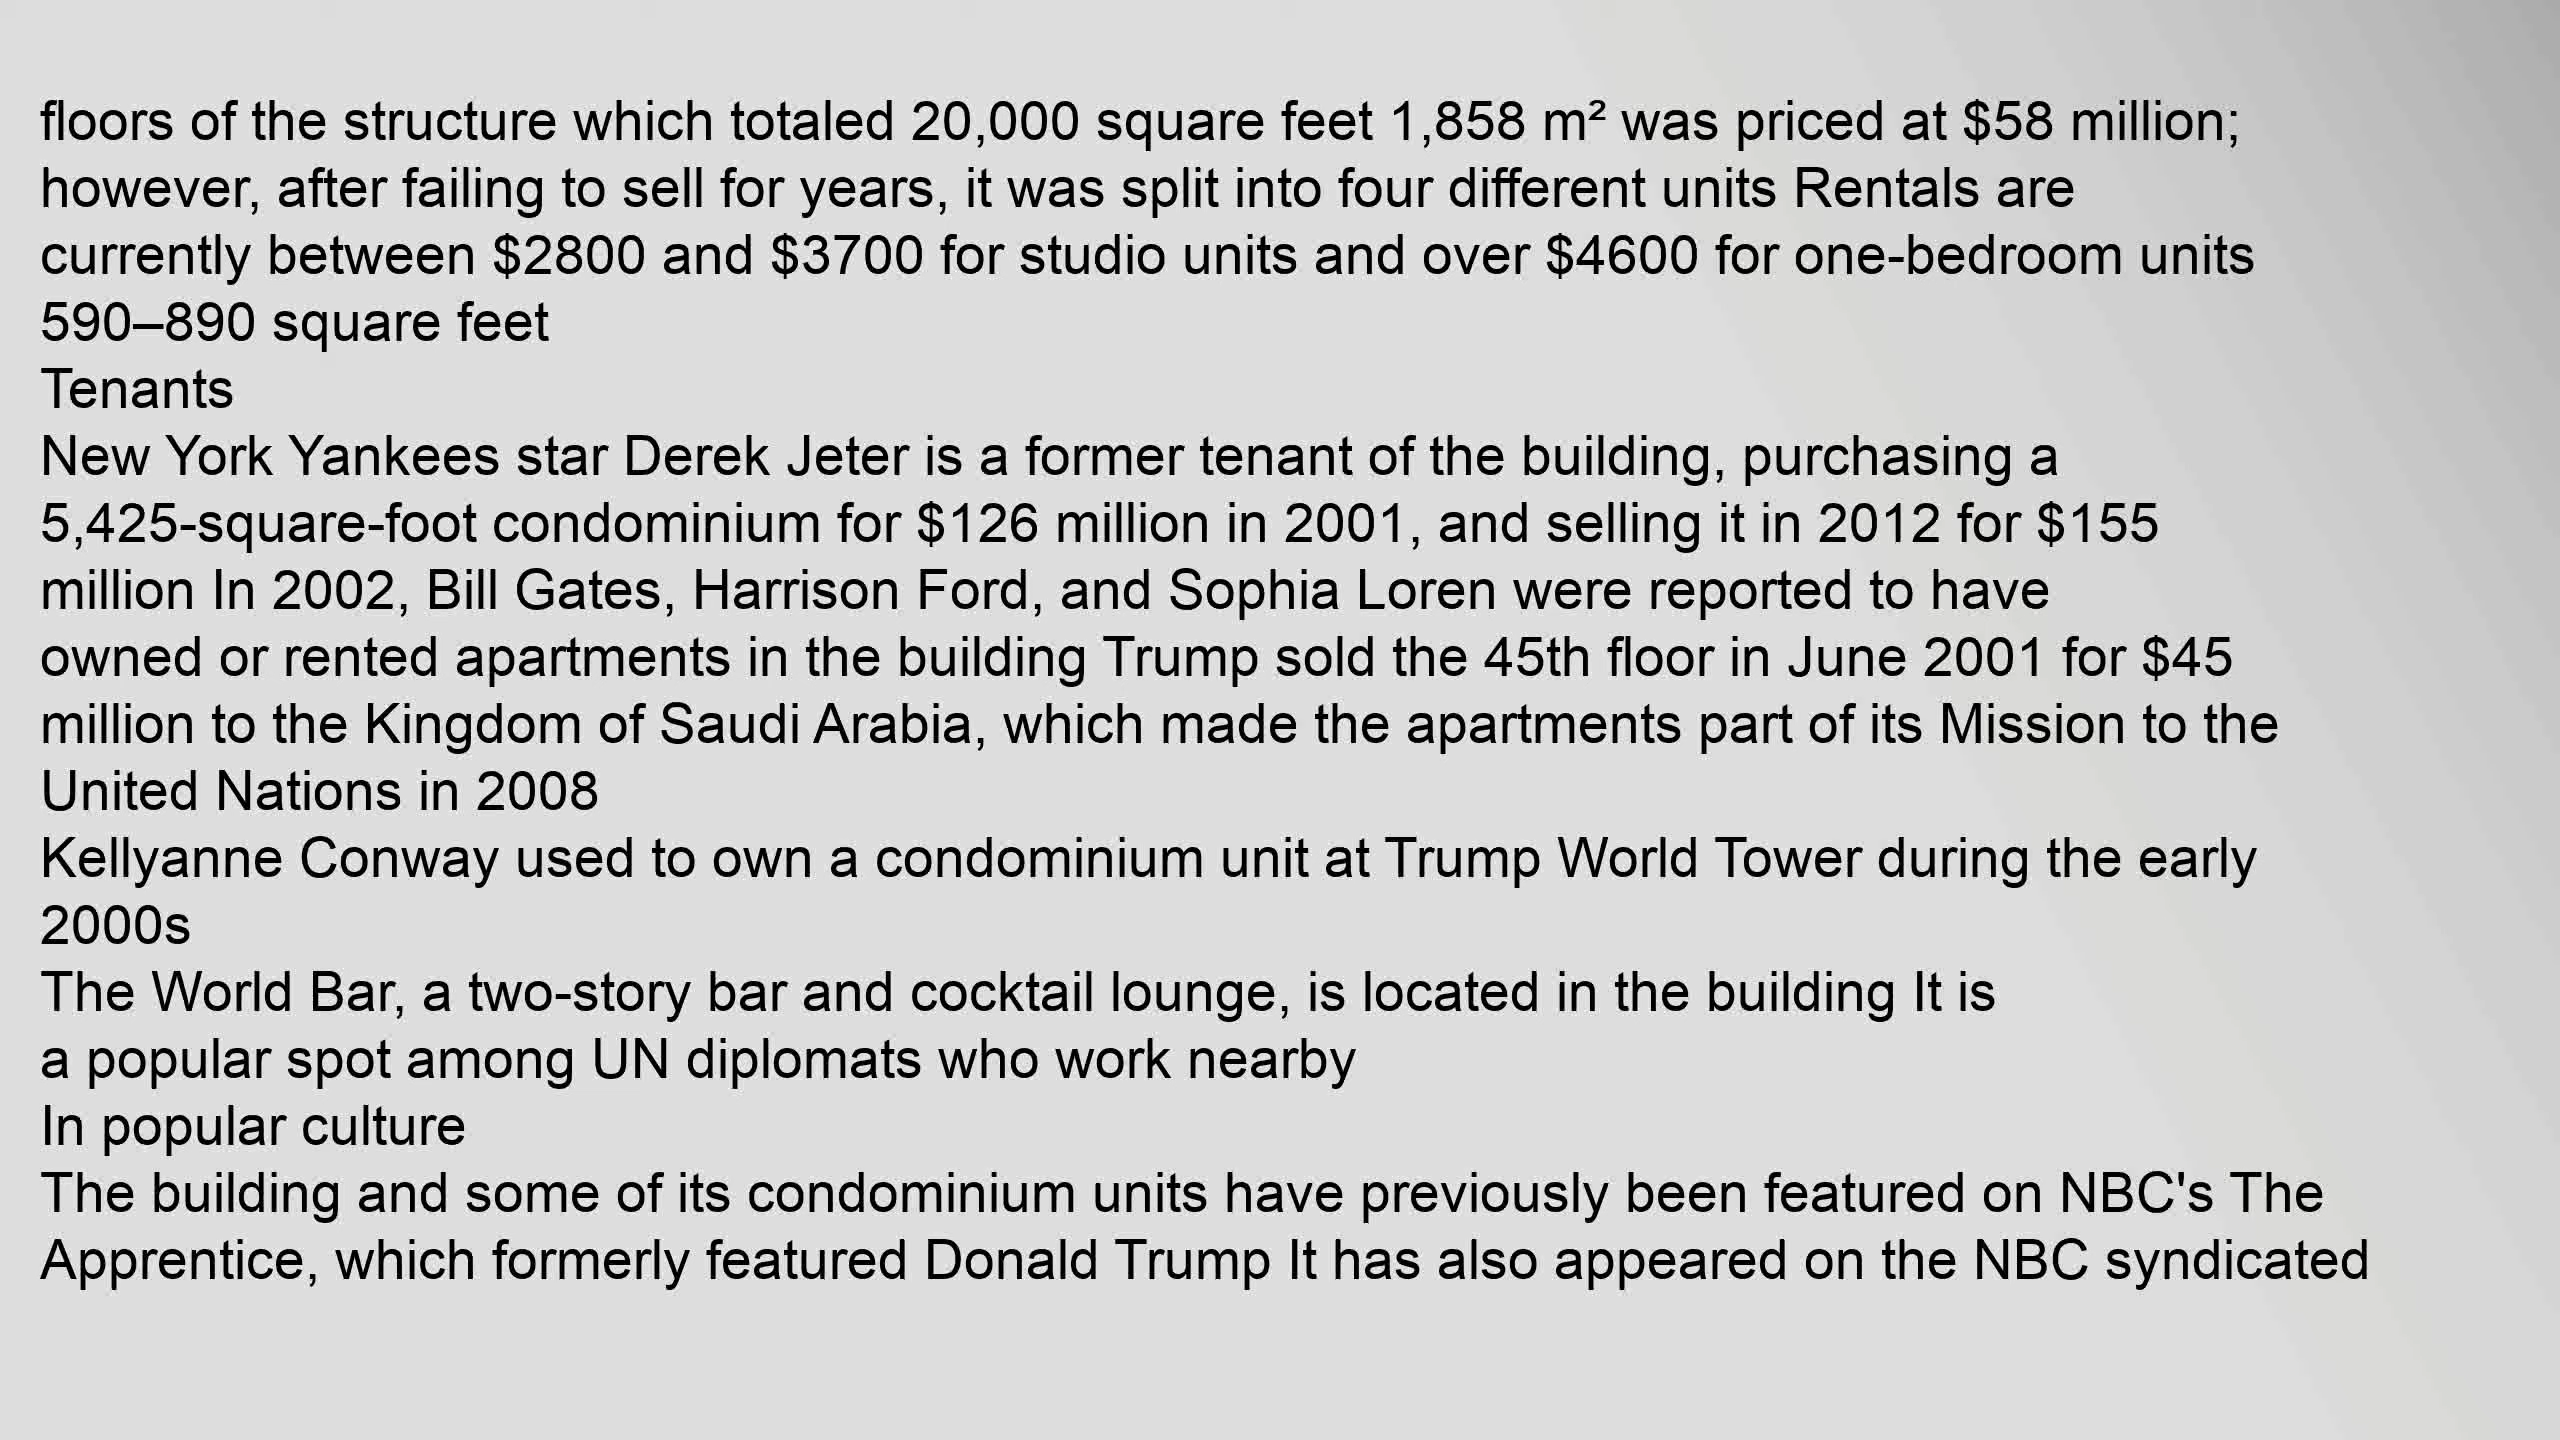 floors of the structure which totaled 20,000 square feet 1,858 m² was priced at $58 million;
however, after failing to sell for years, it was split into four different units Rentals are
currently between $2800 and $3700 for studio units and over $4600 for one-bedroom units
590–890 square feet
Tenants
New York Yankees star Derek Jeter is a former tenant of the building, purchasing a
5,425-square-foot condominium for $126 million in 2001, and selling it in 2012 for $155
million In 2002, Bill Gates, Harrison Ford, and Sophia Loren were reported to have
owned or rented apartments in the building Trump sold the 45th floor in June 2001 for $45
million to the Kingdom of Saudi Arabia, which made the apartments part of its Mission to the
United Nations in 2008
Kellyanne Conway used to own a condominium unit at Trump World Tower during the early
2000s
The World Bar, a two-story bar and cocktail lounge, is located in the building It is
a popular spot among UN diplomats who work nearby
In popular culture
The building and some of its condominium units have previously been featured on NBC's The
Apprentice, which formerly featured Donald Trump It has also appeared on the NBC syndicated